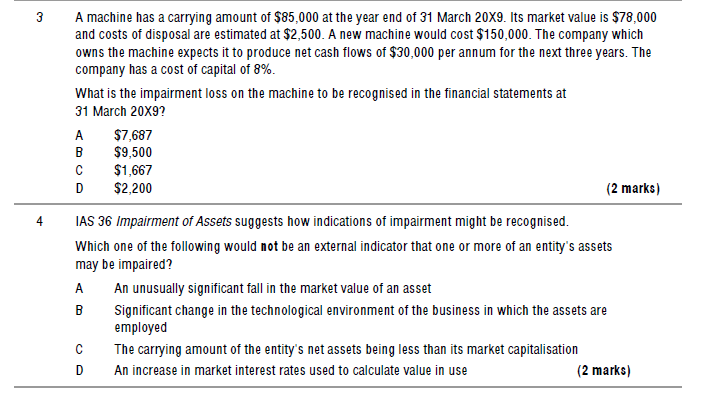 3 A machine has a carrying amount of $85,000 at the year end of 31 March 20X9. Its market value is $78,000
and costs of disposal are estimated at $2,500. A new machine would cost $150,000. The company which
owns the machine expects it to produce net cash flows of $30,000 per annum for the next three years. The
company has a cost of capital of 8%.
What is the impairment loss on the machine to be recognised in the financial statements at
31 March 20X9?
A $7,687
B $9,500
C $1,667
D $2,200 (2 marks)
4 IAS 36 Impairment of Assets suggests how indications of impairment might be recognised.
Which one of the following would not be an external indicator that one or more of an entity's assets
may be impaired?
A An unusually significant fall in the market value of an asset
B Significant change in the technological environment of the business in which the assets are
employed
C The carrying amount of the entity's net assets being less than its market capitalisation
D An increase in market interest rates used to calculate value in use (2 marks)